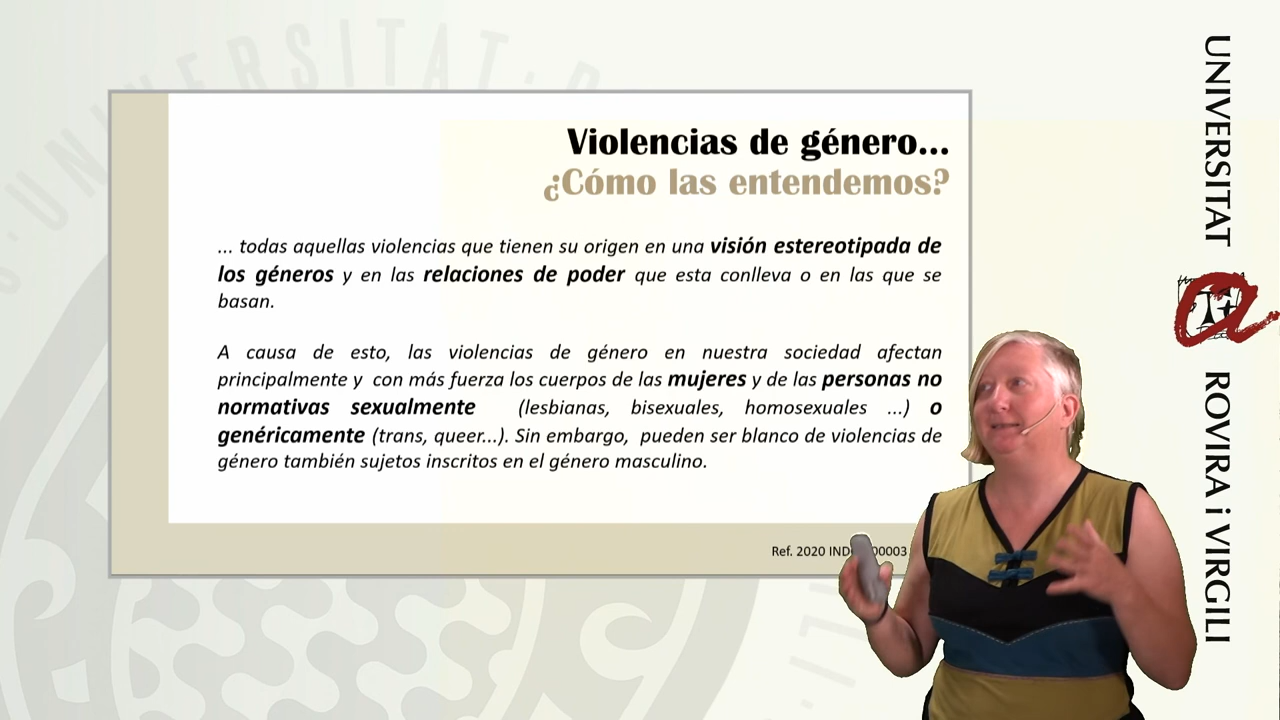 Violencias de género...
¿Cómo las entendemos?
... todas aquellas violencias que tienen su origen en una visión estereotipada de
los géneros y en las relaciones de poder que esta conlleva o en las que se
basan.
A causa de esto, las violencias de género en nuestra sociedad afectan
principalmente y con más fuerza los cuerpos de las mujeres y de las personas no
normativas sexualmente (lesbianas, bisexuales, homosexuales ...) o
genéricamente (trans, queer...). Sin embargo, pueden ser blanco de violencias de
género también sujetos inscritos en el género masculino.
Ref. 2020
UNIVERSITAT
ROVIRA i VIRGILI